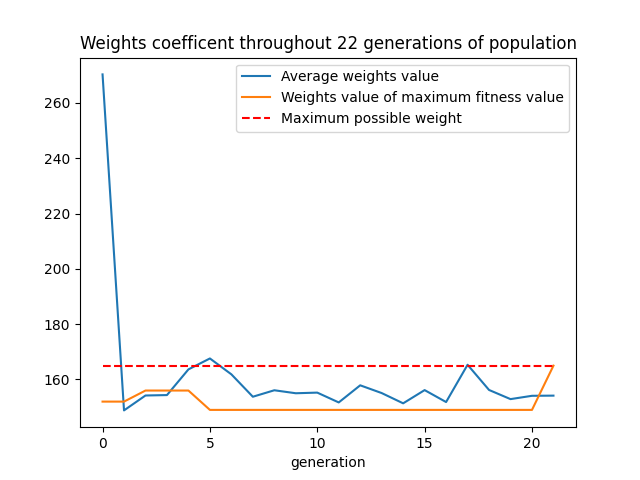 Weights coefficent throughout 22 generations of population
Average weights value
Weights value of maximum fitness value
Maximum possible weight
260
240
220
200
180
160
0 5 10 15 20
generation